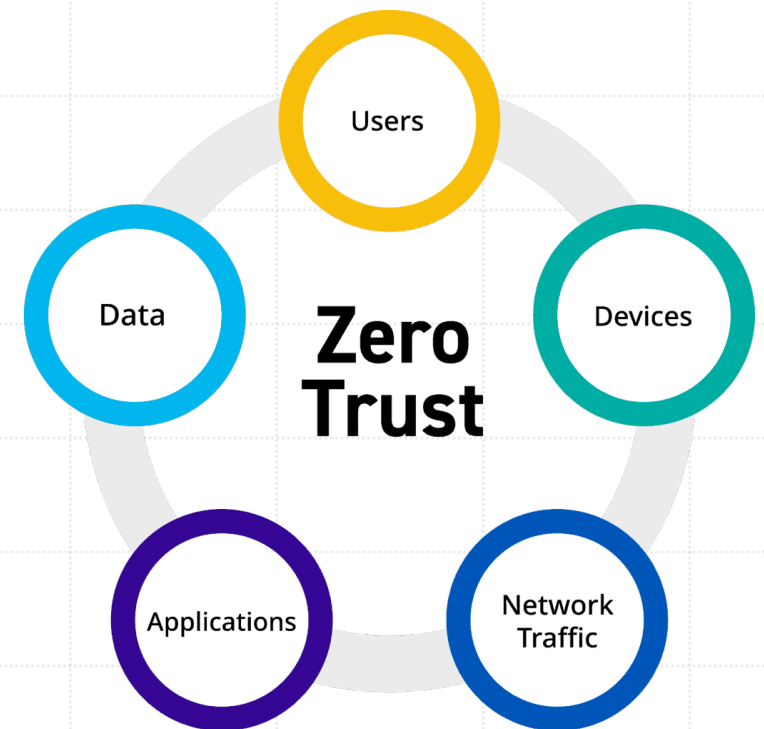 Users
Data
Devices
Zero
Trust
Applications
Network
Traffic